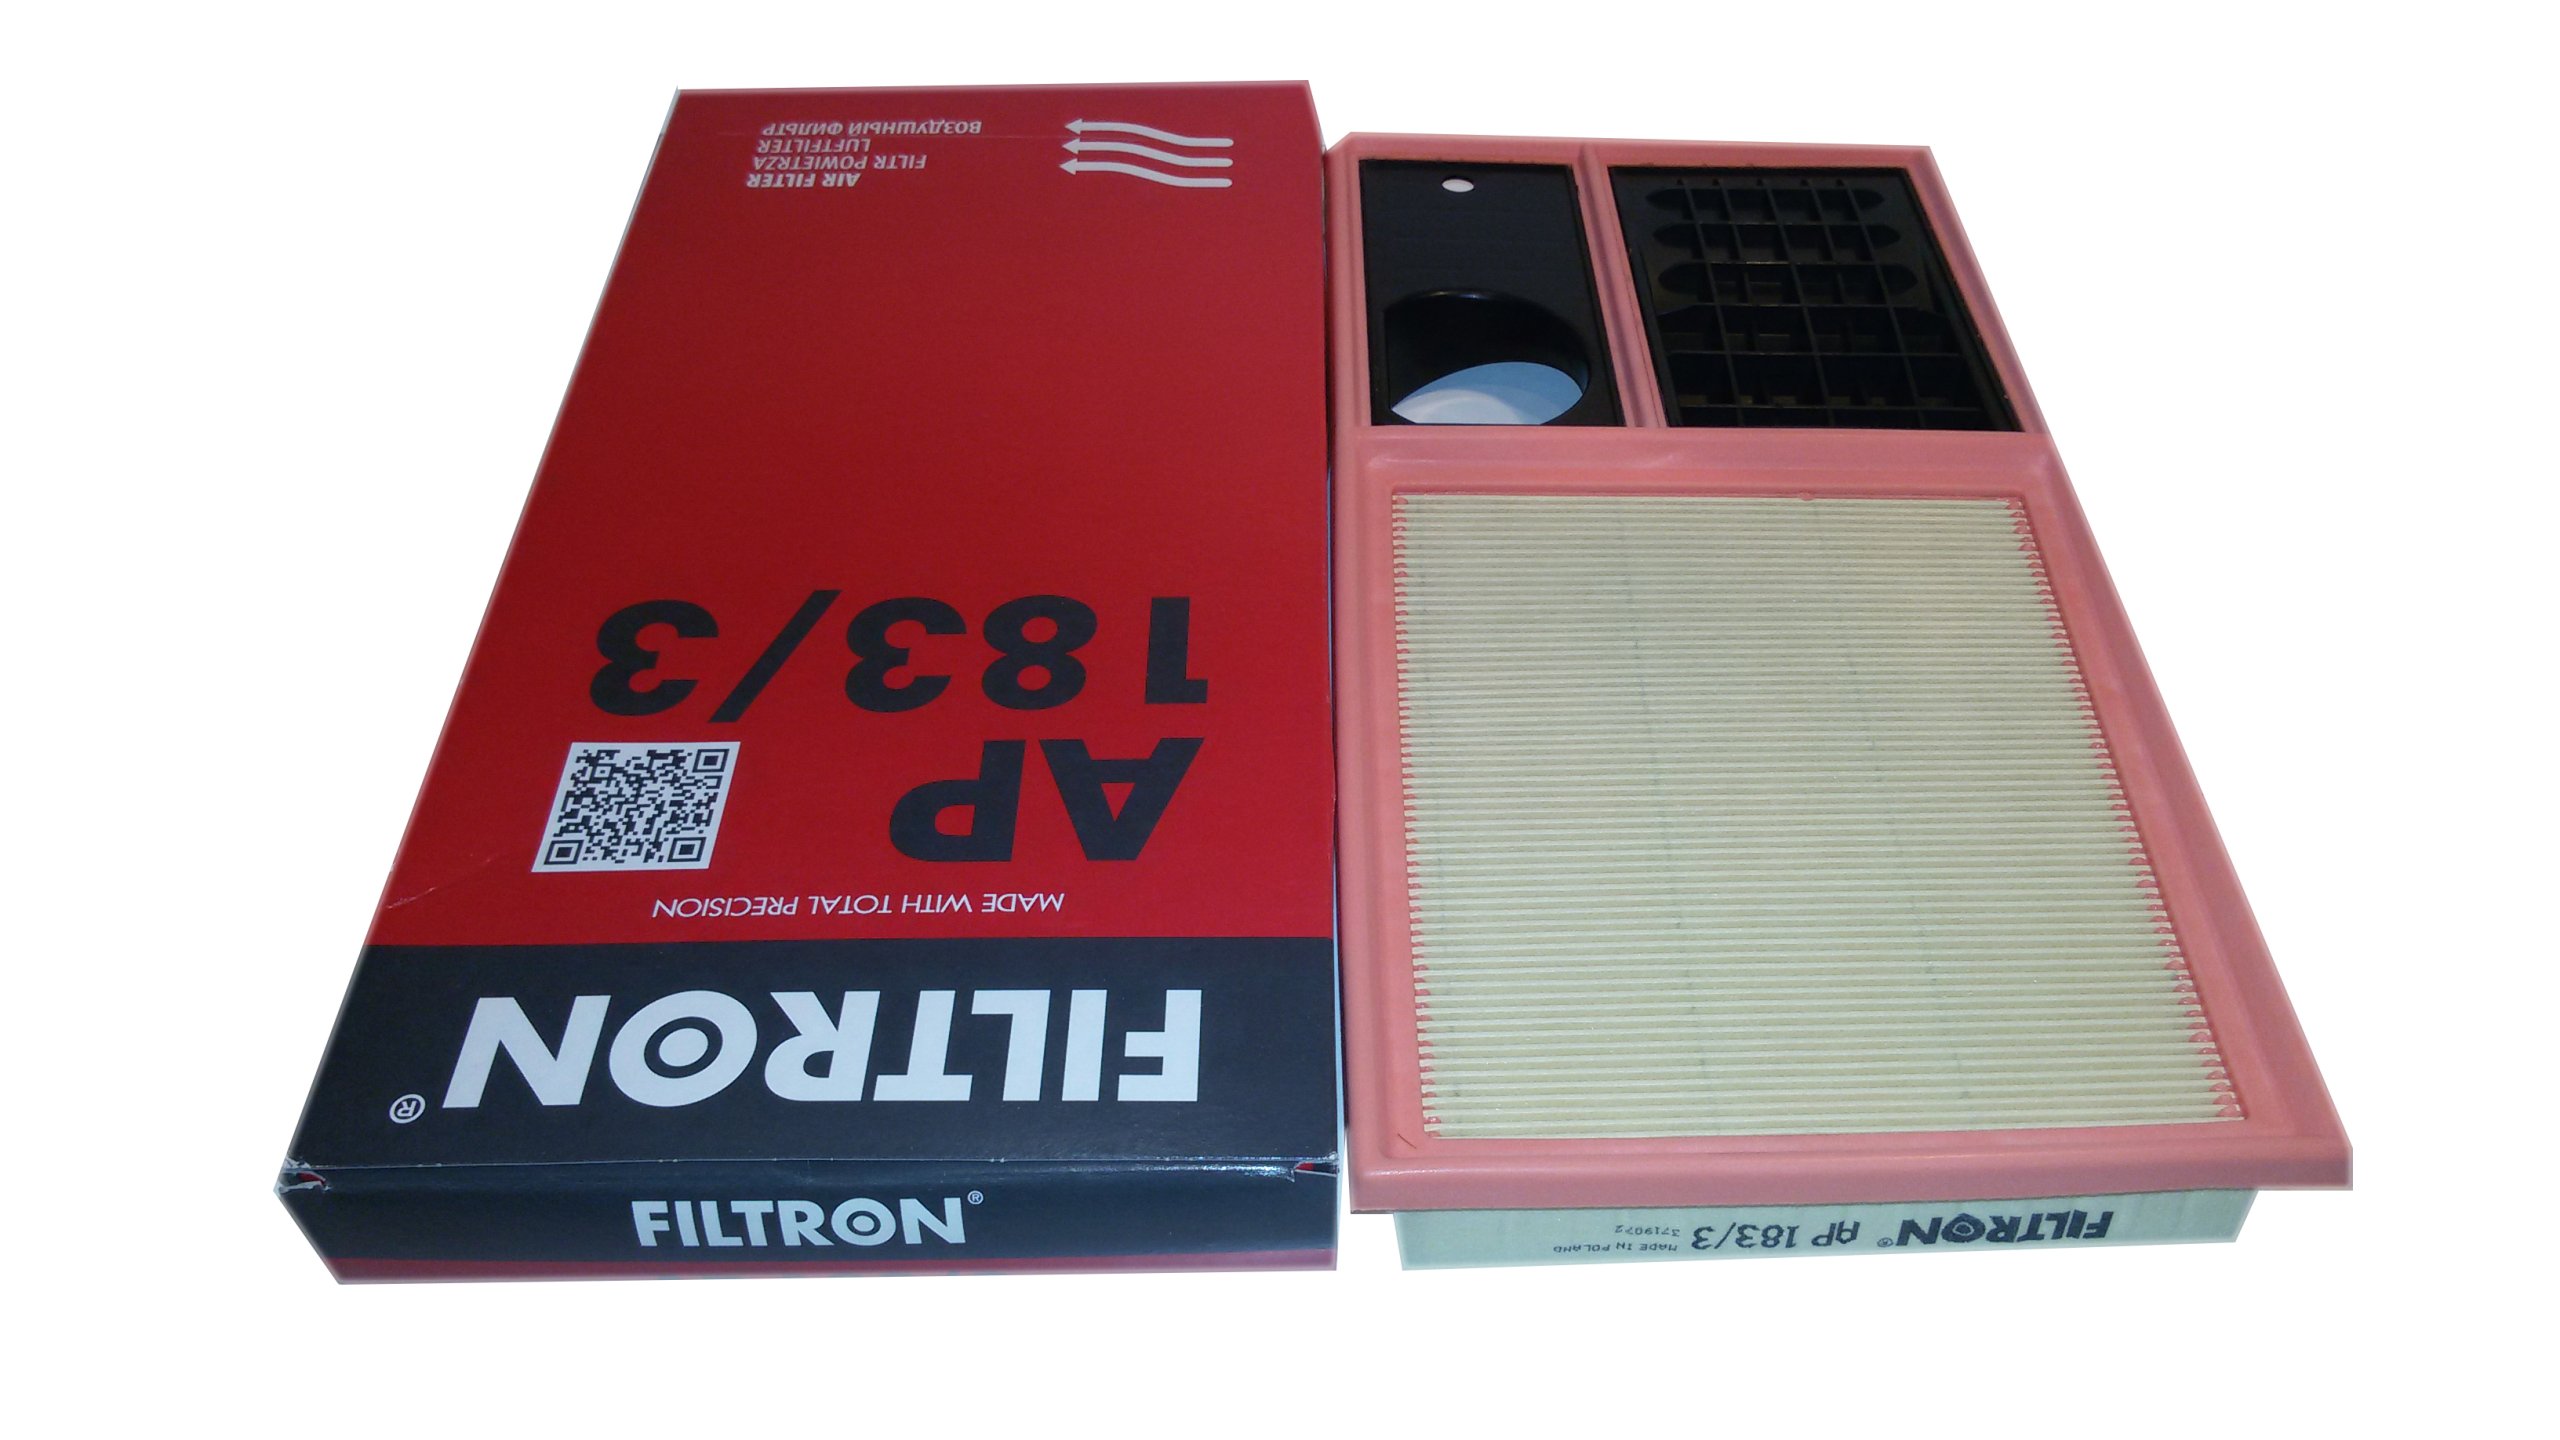 FILTRON®
MADE WITH TOTAL PRECISION
AP
183/3
AIR FILTER
FILTR POWIETRZA
LUFTFILTER
ВОЗДУШНЫЙ ФИЛЬТР
FILTRON®
FILTRON® AP 183/3 MADE IN POLAND
3719072